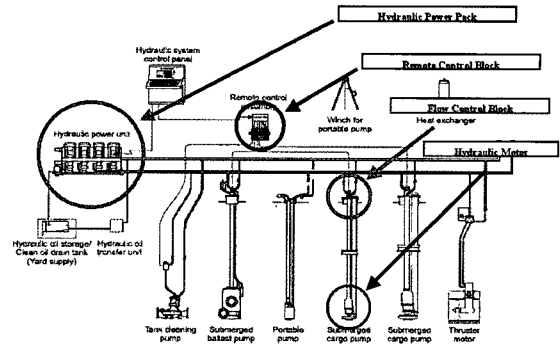 Hydraulic Power Pack
Hydraulic system
control panel
Remote Control Block
Remote control
Winch for
portable pump
Flow Control Block
Heat exchanger
Hydraulic power unit
Hydraulic Motor
Hydraulic oil storage/
Clean oil drain tank
(Yard supply)
Hydraulic oil
transfer unit
Tank cleaning
pump
Submerged
ballast pump
Portable
pump
Submerged
cargo pump
Submerged
cargo pump
Thruster
motor